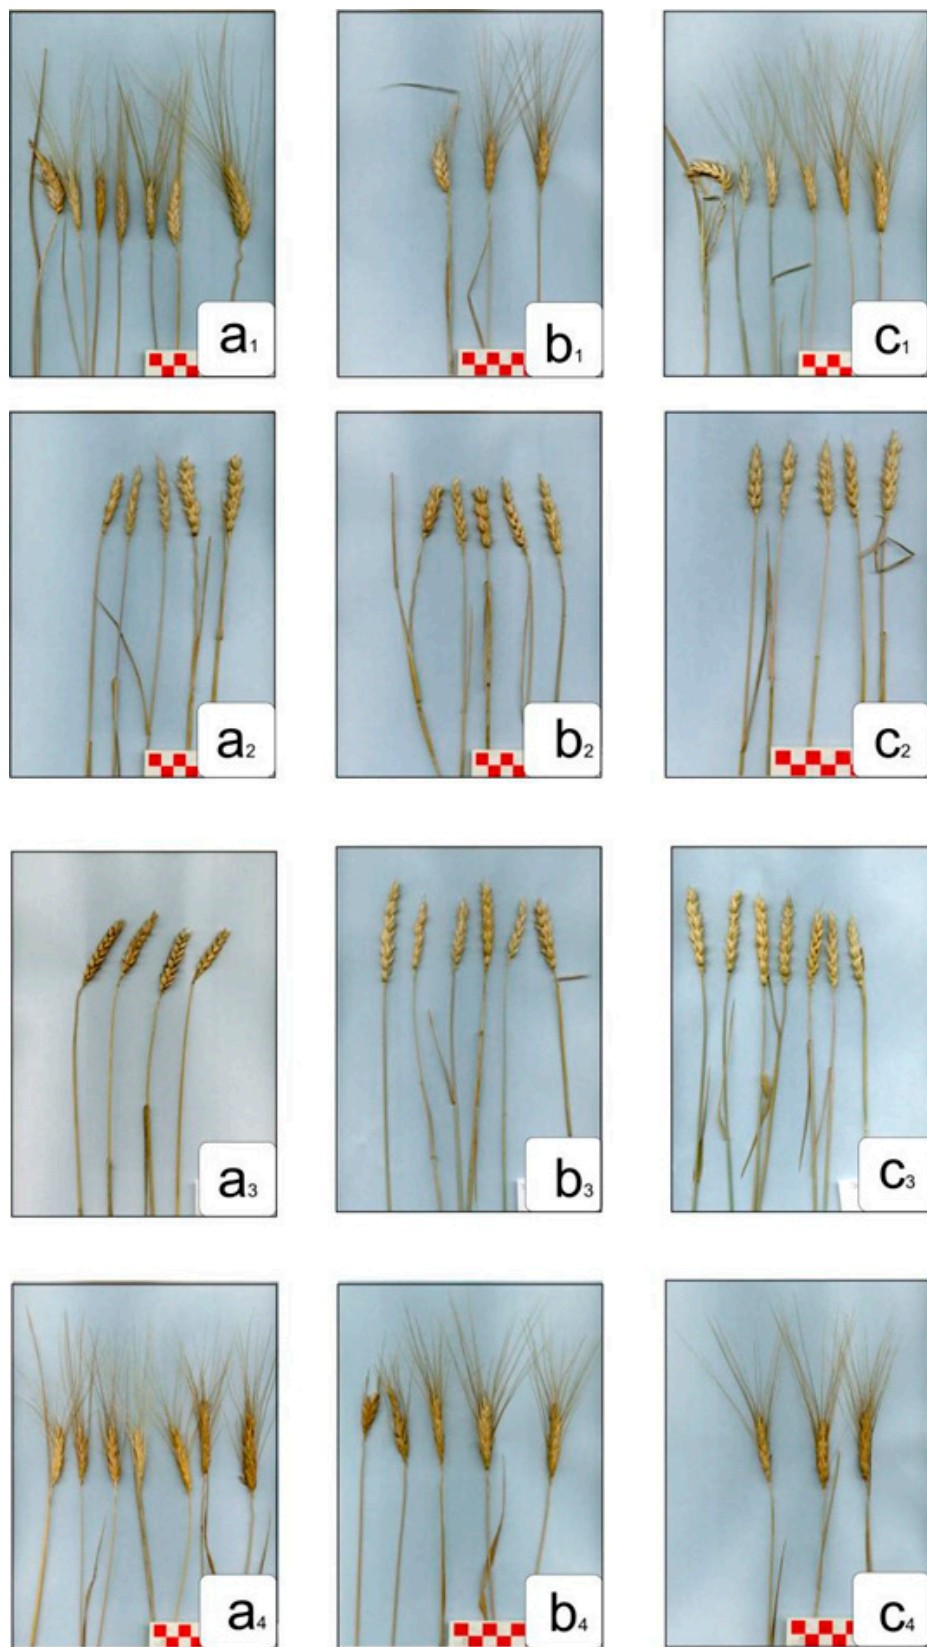 a₁ b₁ c₁
a₂ b₂ c₂
a₃ b₃ c₃
a₄ b₄ c₄